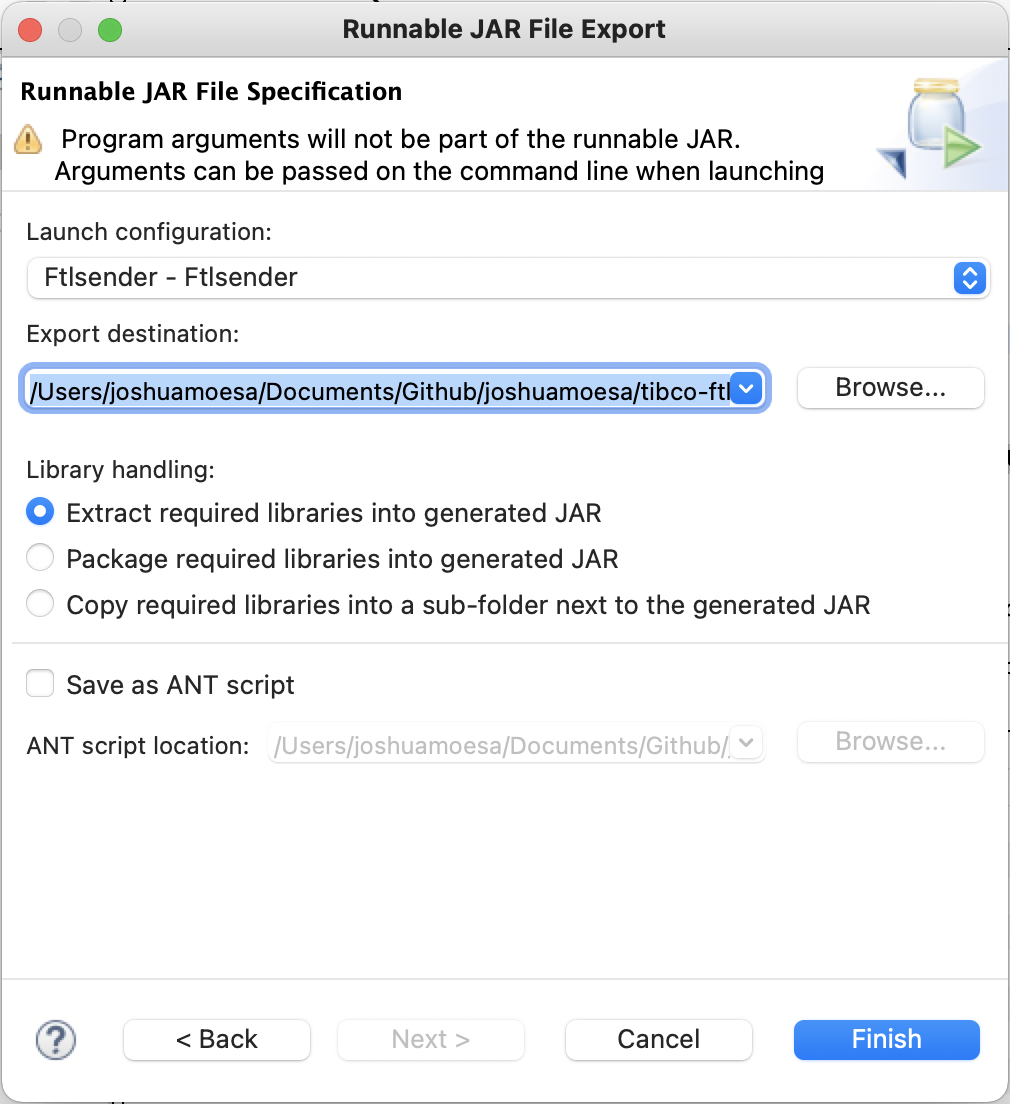 Runnable JAR File Export
Runnable JAR File Specification
Program arguments will not be part of the runnable JAR.
Arguments can be passed on the command line when launching
Launch configuration:
Ftlsender - Ftlsender
Export destination:
/Users/joshuamoesa/Documents/Github/joshuamoesa/tibco-ftl
Browse...
Library handling:
Extract required libraries into generated JAR
Package required libraries into generated JAR
Copy required libraries into a sub-folder next to the generated JAR
Save as ANT script
ANT script location:
/Users/joshuamoesa/Documents/Github/
Browse...
?
< Back
Next >
Cancel
Finish